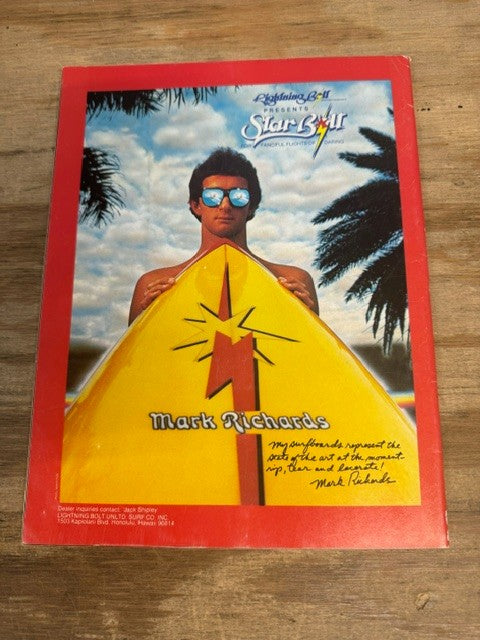 Lightning Bolt
PRESENTS
Star Bolt
FOR FANCIFUL FLIGHTS OF DARING
Mark Richards
my surfboards represent the
state of the art at the moment-
rip, tear and lacerate!
Mark Richards
Dealer inquiries contact: Jack Shipley
LIGHTNING BOLT UNLTD. SURF CO. INC.
1503 Kapiolani Blvd. Honolulu, Hawaii 96814